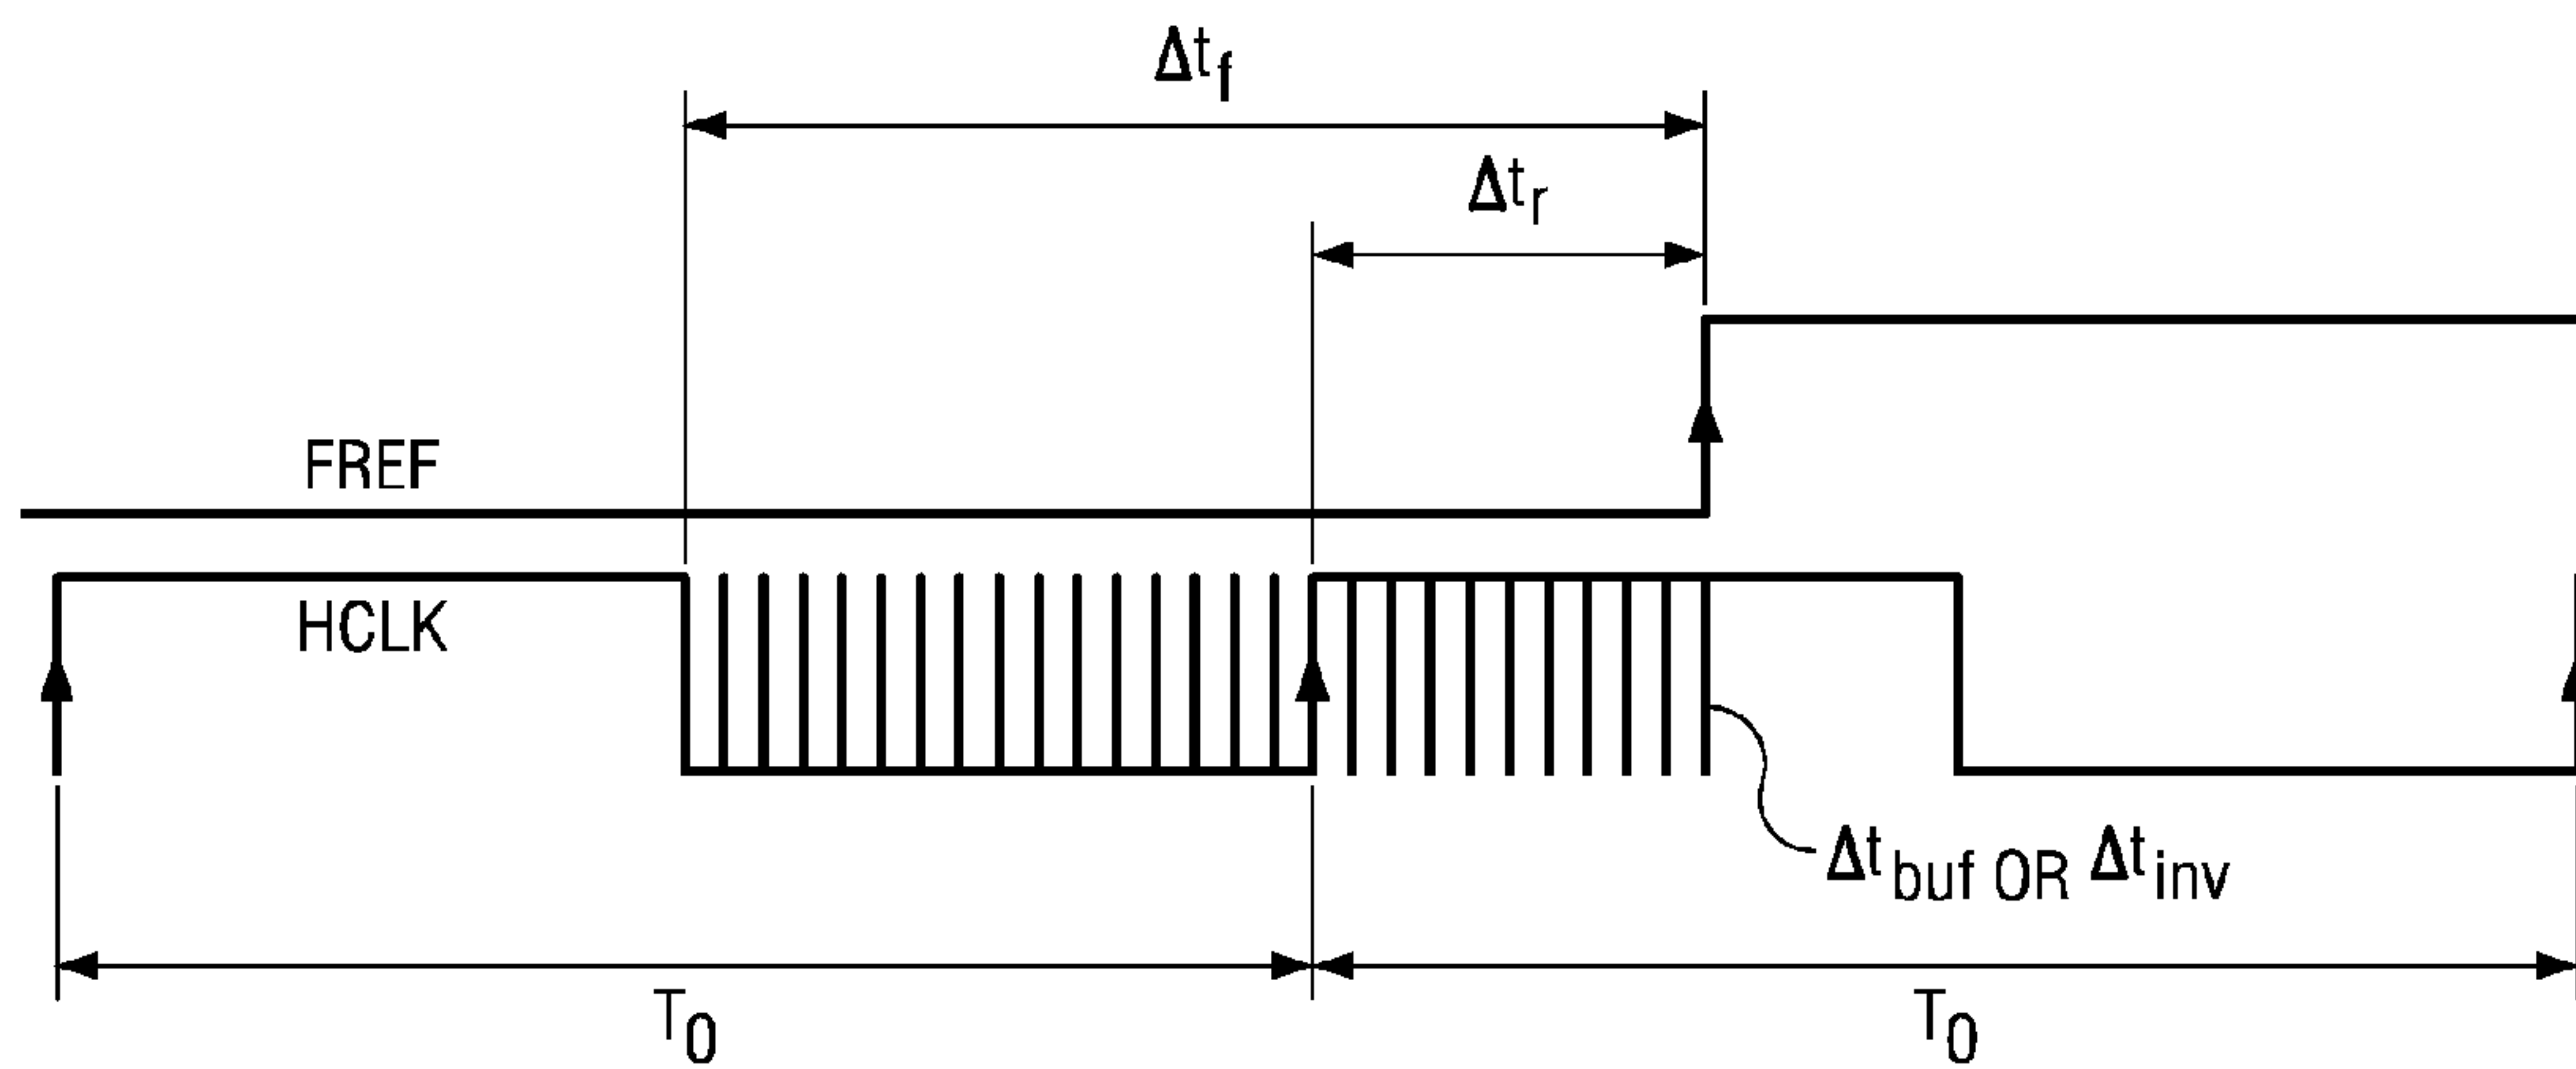 Δtf
Δtr
FREF
HCLK
Δtbuf OR Δtinv
T0
T0